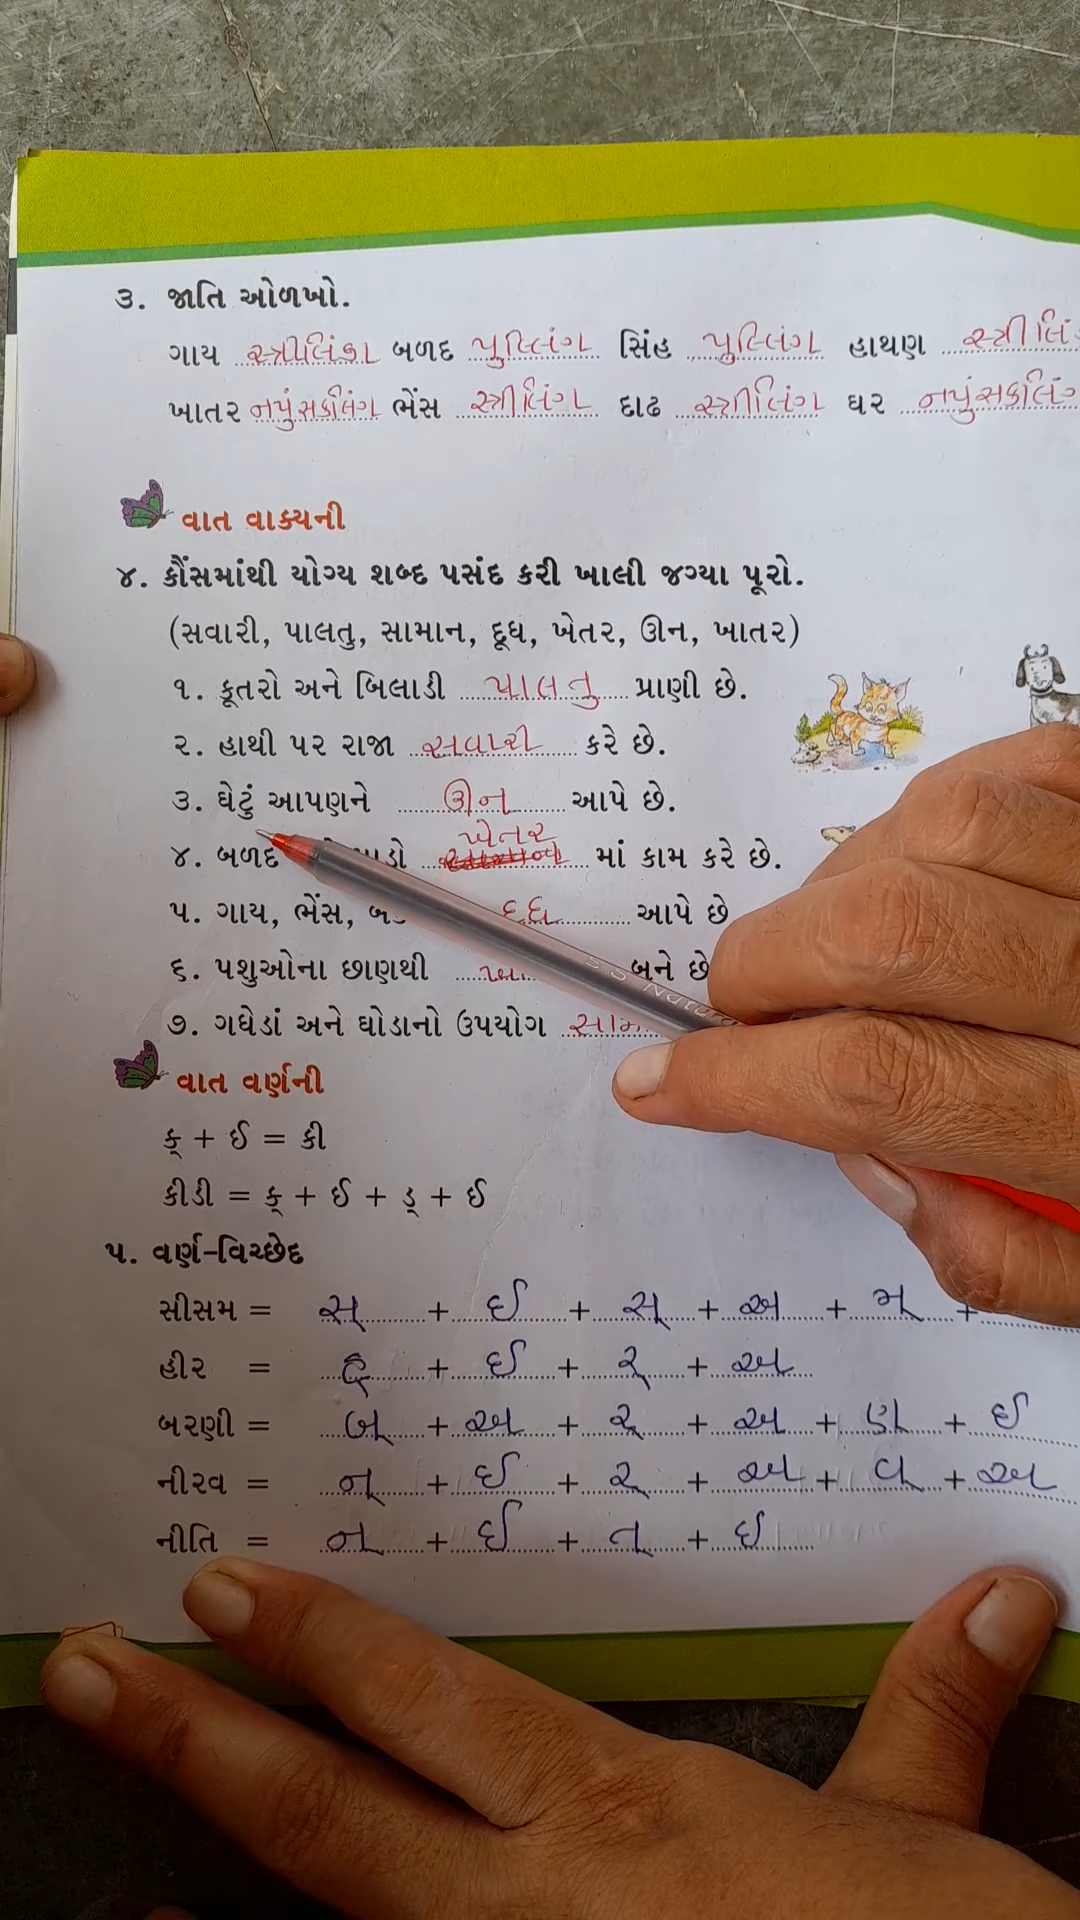 ૩. જાતિ ઓળખો.
ગાય સ્ત્રીલિંગ બળદ પુલ્લિંગ સિંહ પુલ્લિંગ હાથણ સ્ત્રીલિં
ખાતર નપુંસકલિંગ ભેંસ સ્ત્રીલિંગ દાઢ સ્ત્રીલિંગ ઘર નપુંસકલિંગ
વાત વાક્યની
૪. કૌંસમાંથી યોગ્ય શબ્દ પસંદ કરી ખાલી જગ્યા પૂરો.
(સવારી, પાલતુ, સામાન, દૂધ, ખેતર, ઊન, ખાતર)
૧. કૂતરો અને બિલાડી પાલતુ પ્રાણી છે.
૨. હાથી પર રાજા સવારી કરે છે.
૩. ઘેટું આપણને ઊન આપે છે.
ખેતર
૪. બળદ માં કામ કરે છે.
૫. ગાય, ભેંસ, દુધ આપે છે
૬. પશુઓના છાણથી બને છે
૭. ગધેડાં અને ઘોડાનો ઉપયોગ
વાત વર્ણની
ક્ + ઈ = કી
કીડી = ક્ + ઈ + ડ્ + ઈ
૫. વર્ણ-વિચ્છેદ
સીસમ = સ્ + ઈ + સ્ + અ + મ્ +
હીર = હ્ + ઈ + ર્ + અ
બરણી = બ્ + અ + ર્ + અ + ણ્ + ઈ
નીરવ = ન્ + ઈ + ર્ + અ + વ્ + અ
નીતિ = ન્ + ઈ + ત્ + ઇ